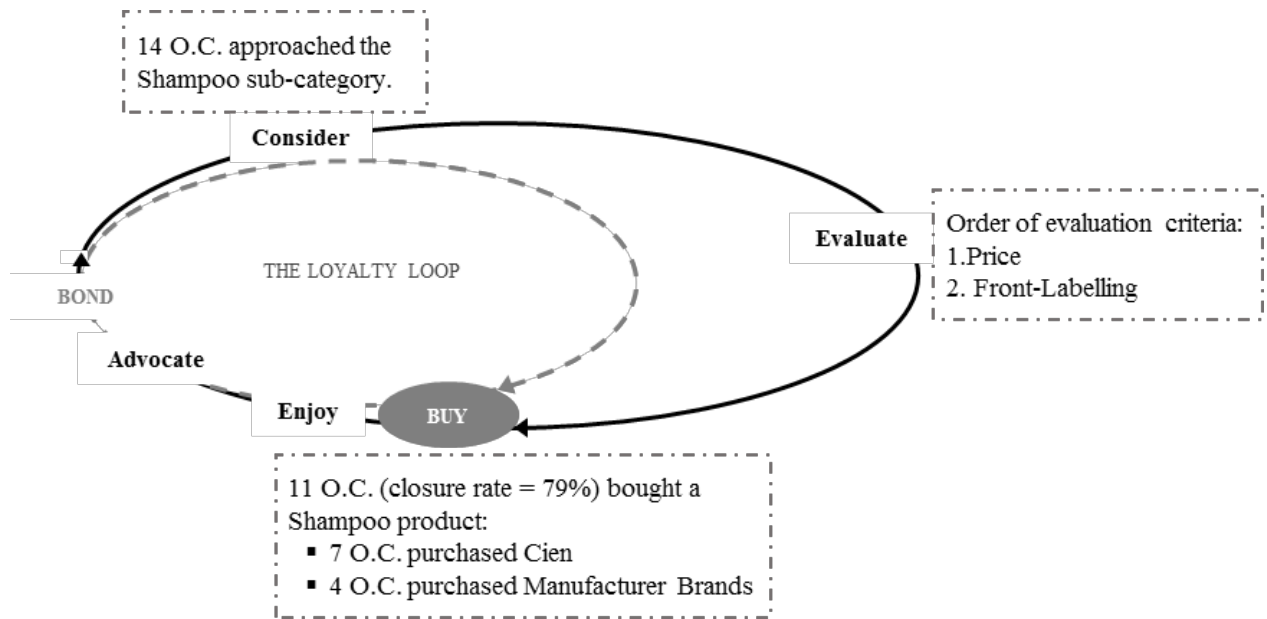 14 O.C. approached the
Shampoo sub-category.
Consider
Evaluate
Order of evaluation criteria:
1.Price
2. Front-Labelling
THE LOYALTY LOOP
BOND
Advocate
Enjoy
BUY
11 O.C. (closure rate = 79%) bought a
Shampoo product:
▪ 7 O.C. purchased Cien
▪ 4 O.C. purchased Manufacturer Brands